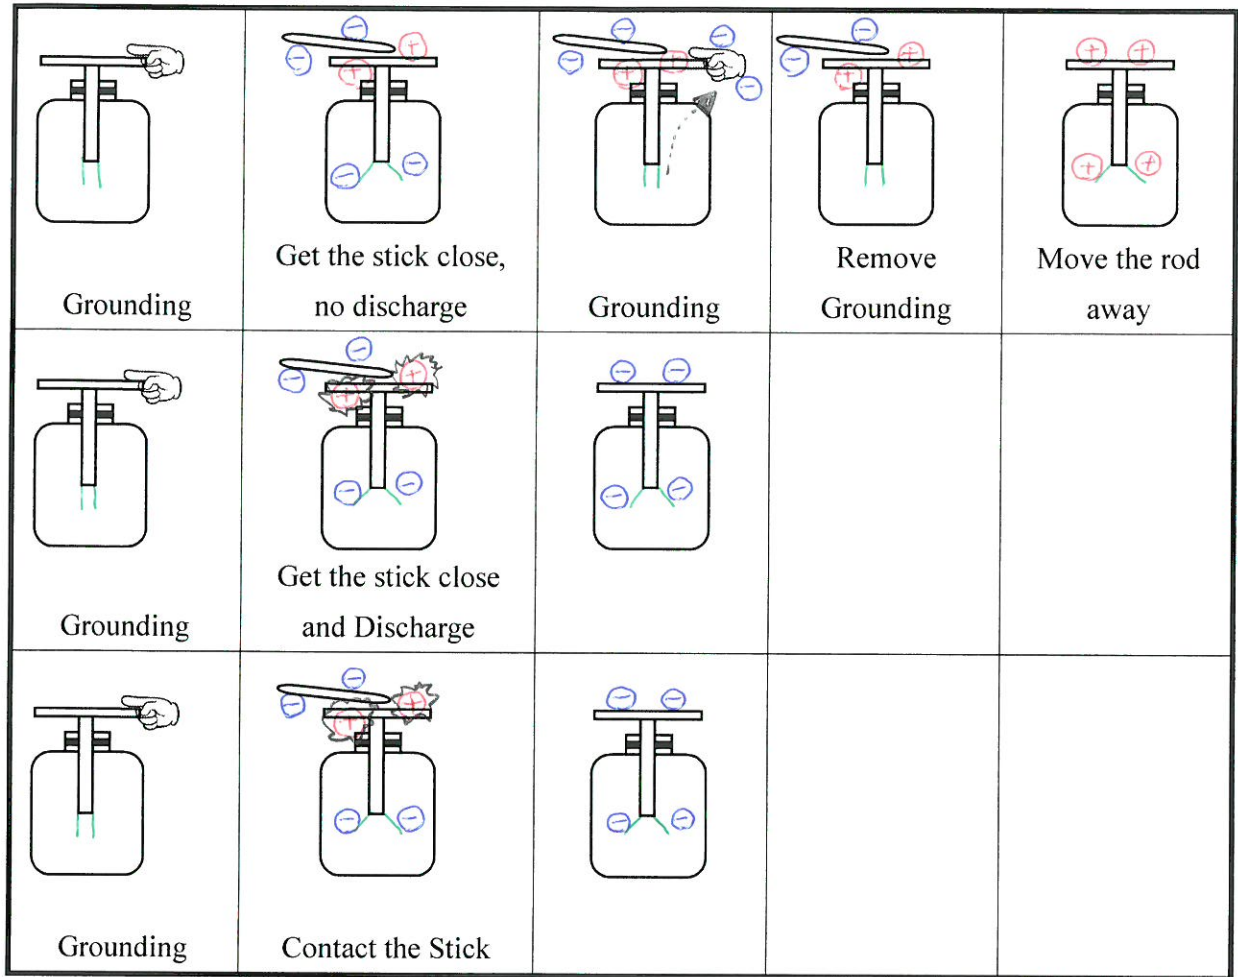 Grounding
Get the stick close,
no discharge
Grounding
Remove
Grounding
Move the rod
away
Grounding
Get the stick close
and Discharge
Grounding
Contact the Stick